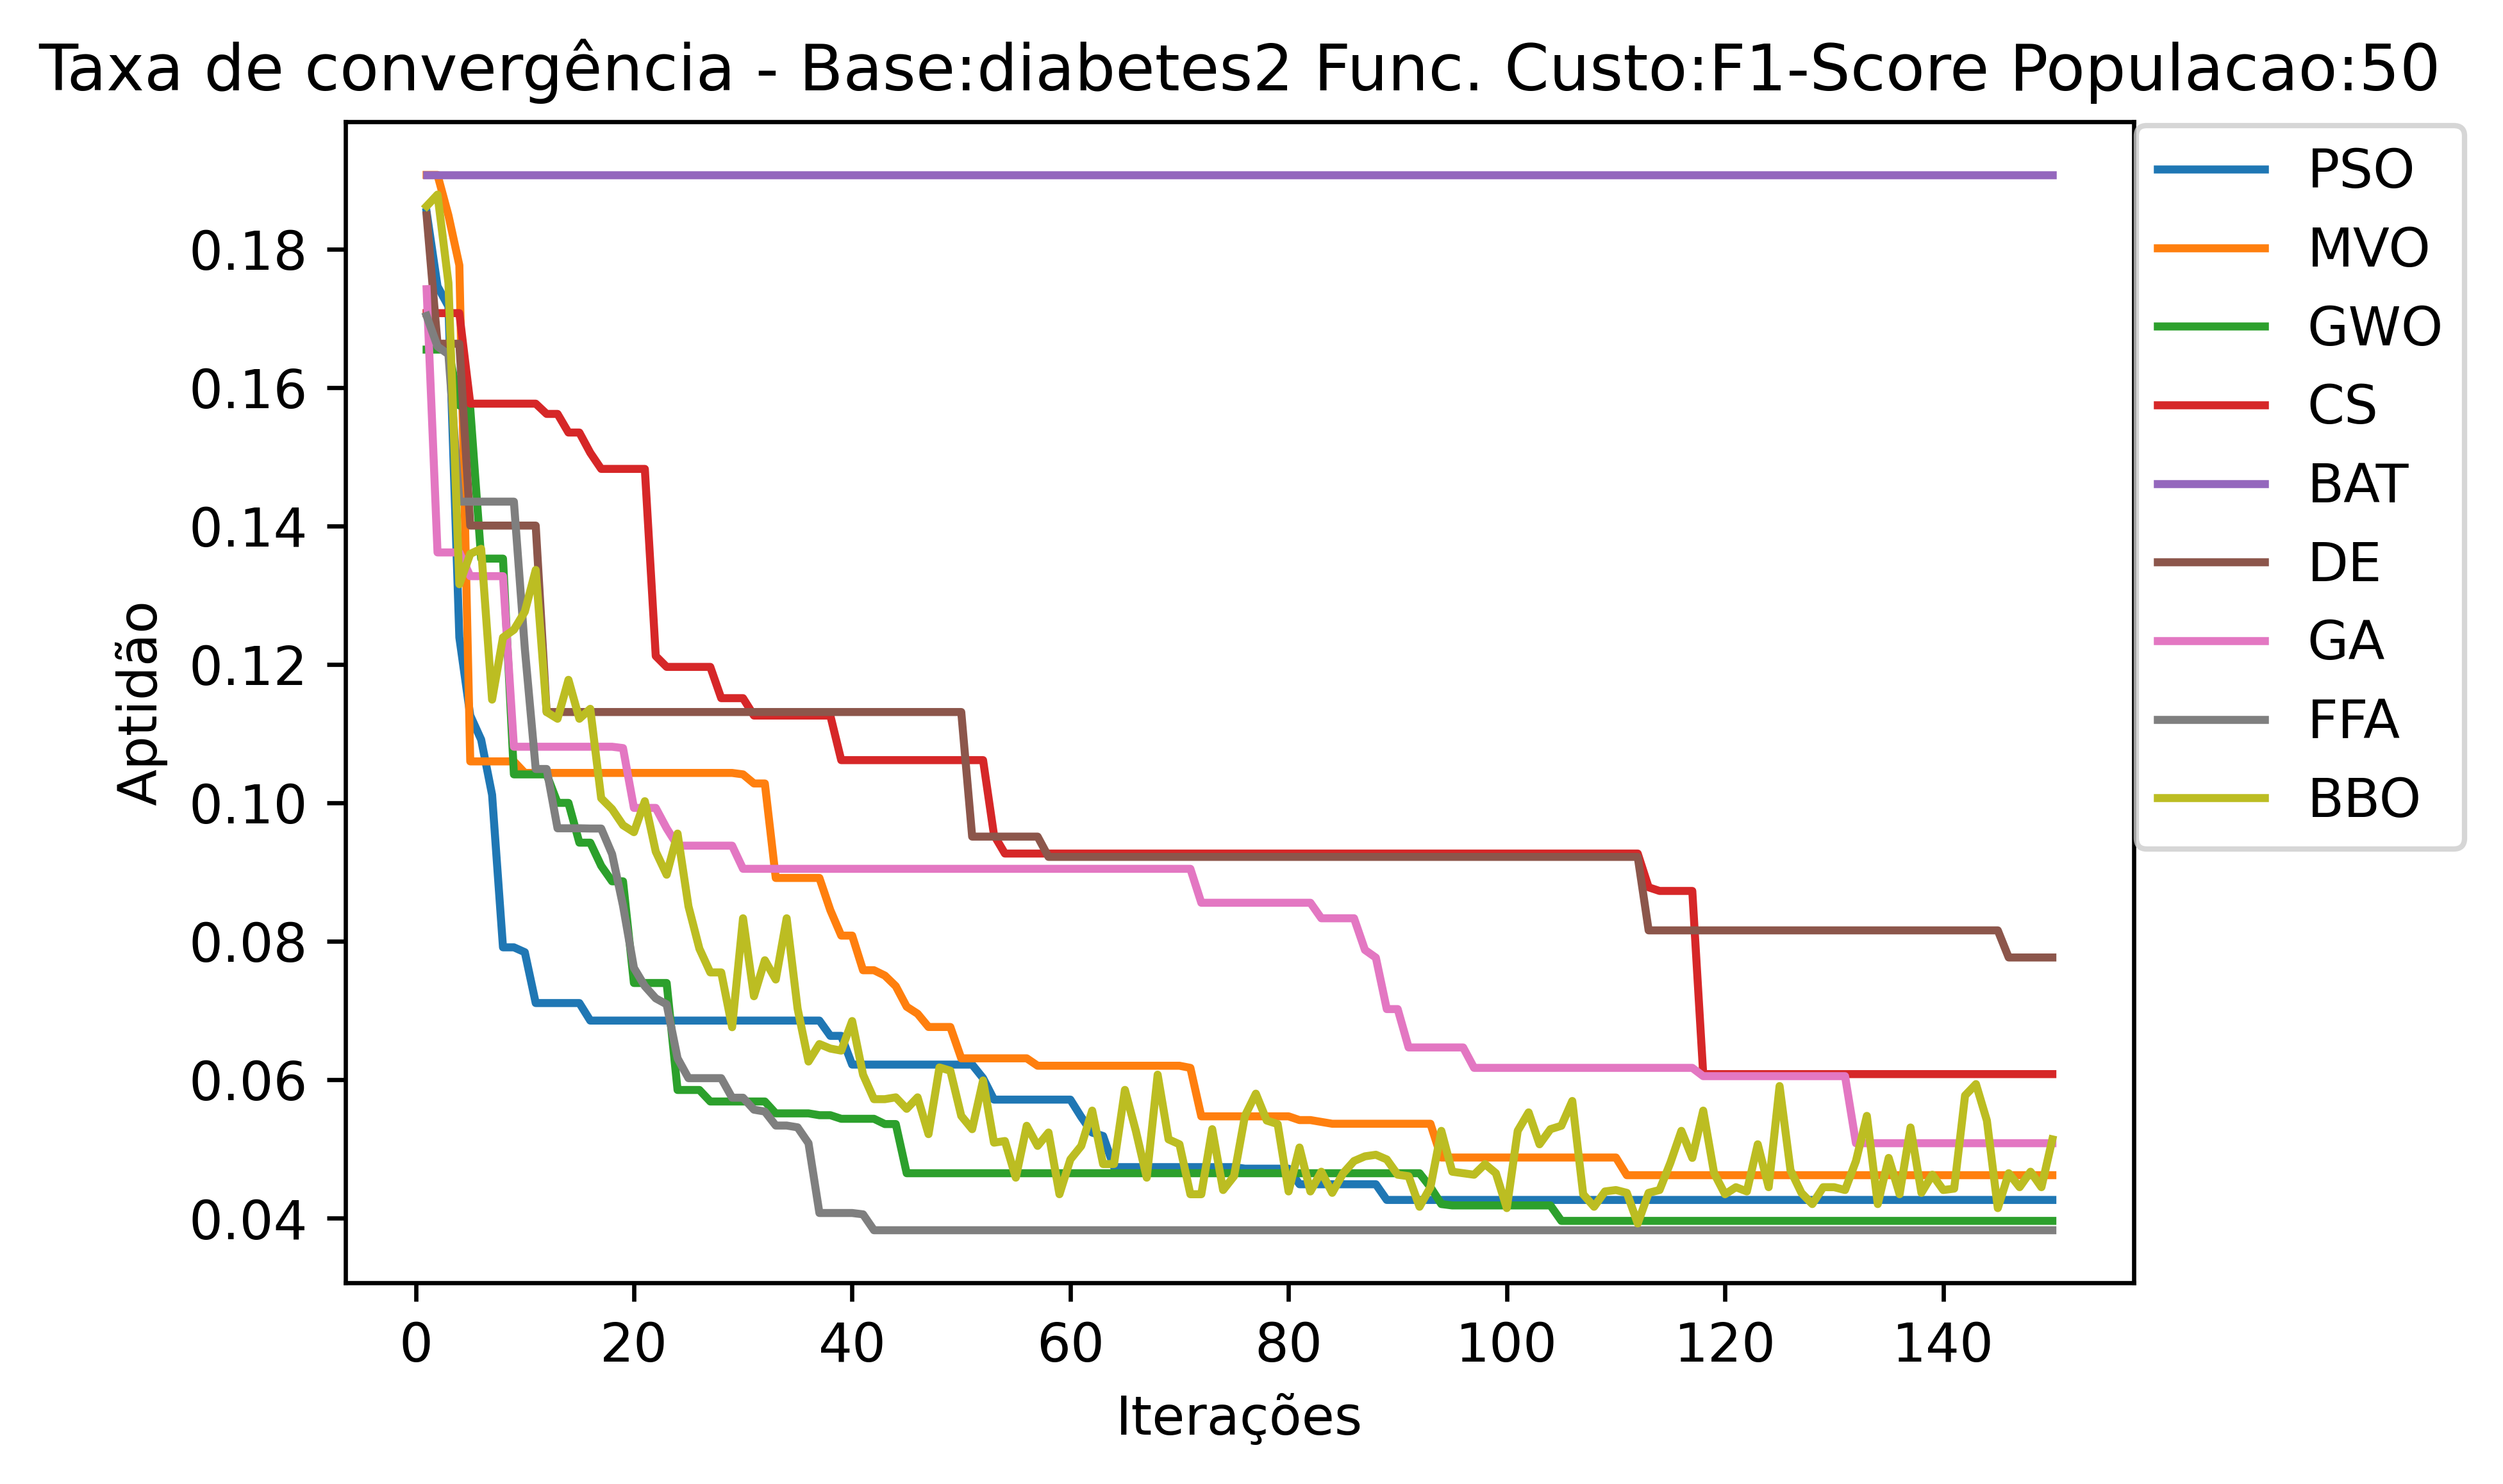 Taxa de convergência - Base:diabetes2 Func. Custo:F1-Score Populacao:50
PSO
MVO
GWO
CS
BAT
DE
GA
FFA
BBO
Aptidão
0.18
0.16
0.14
0.12
0.10
0.08
0.06
0.04
0 20 40 60 80 100 120 140
Iterações